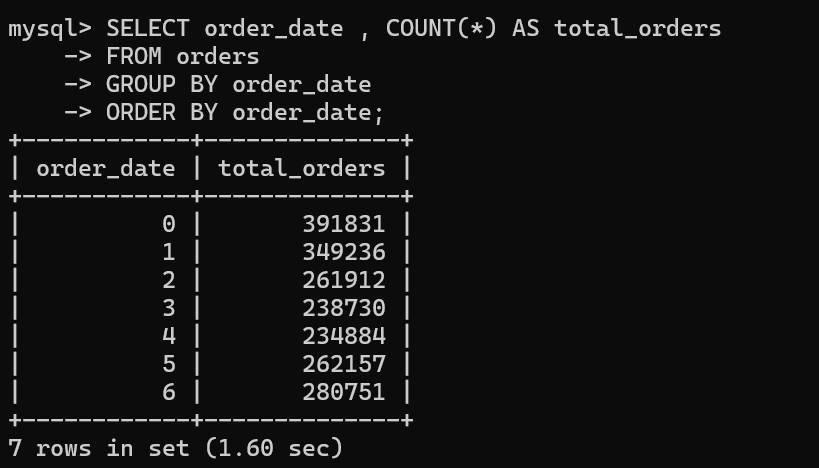 mysql> SELECT order_date , COUNT(*) AS total_orders
    -> FROM orders
    -> GROUP BY order_date
    -> ORDER BY order_date;
+------------+--------------+
| order_date | total_orders |
+------------+--------------+
|          0 |       391831 |
|          1 |       349236 |
|          2 |       261912 |
|          3 |       238730 |
|          4 |       234884 |
|          5 |       262157 |
|          6 |       280751 |
+------------+--------------+
7 rows in set (1.60 sec)